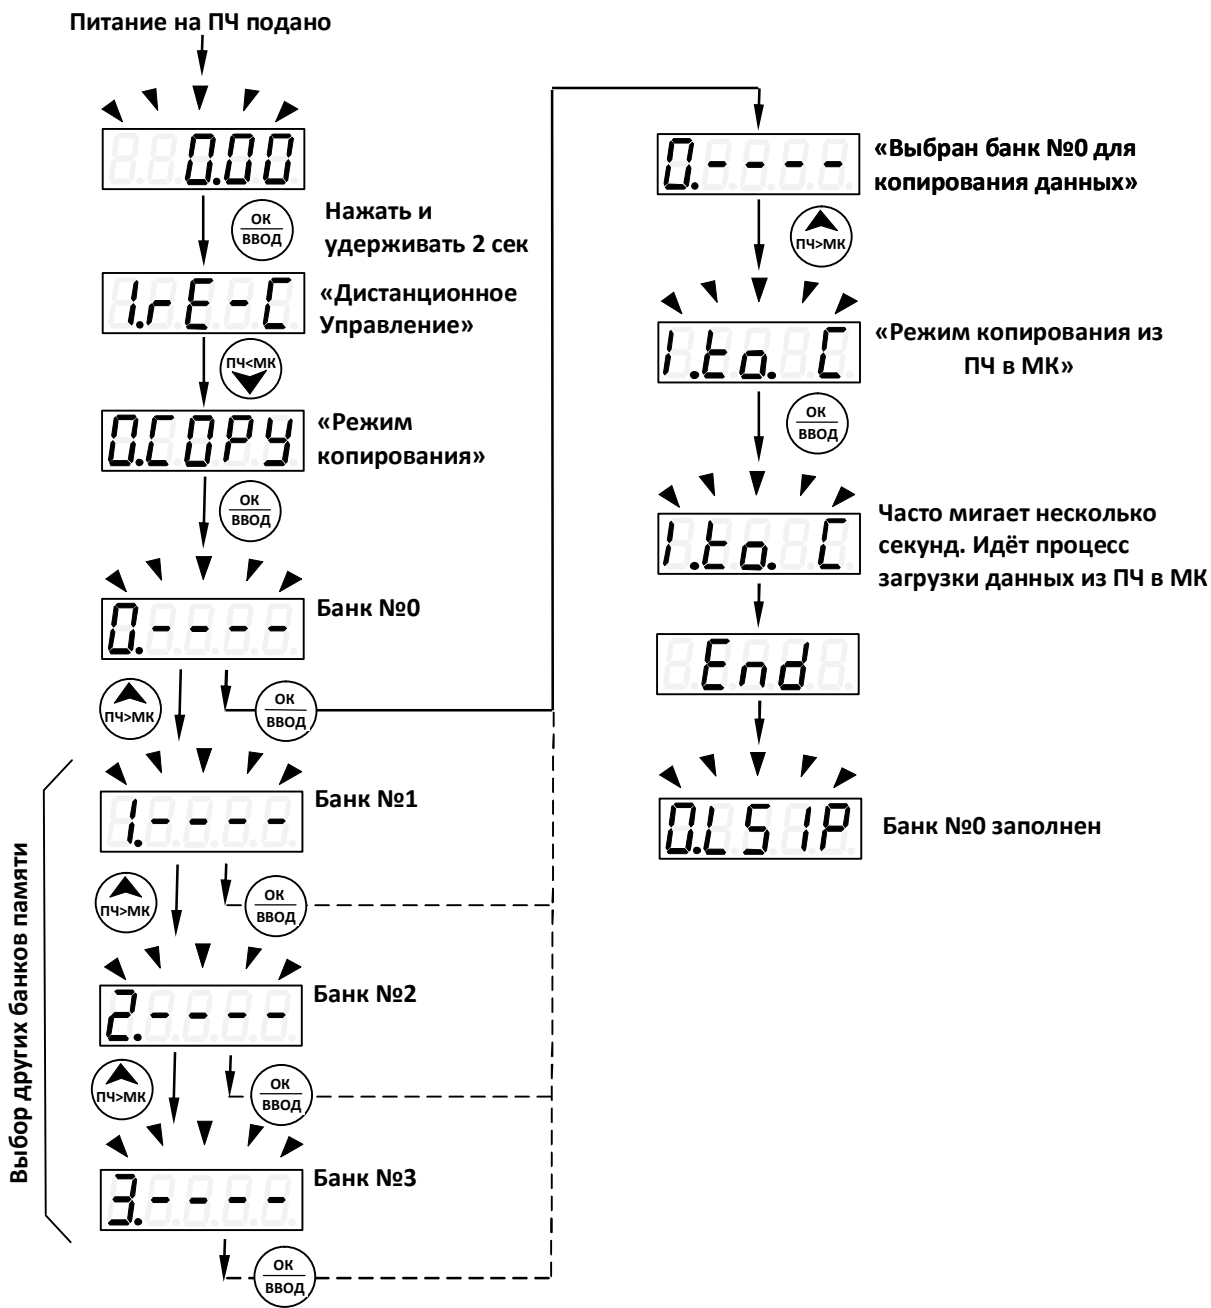 Питание на ПЧ подано
0.00
ОК
ВВОД
Нажать и
удерживать 2 сек
1.rE-C
«Дистанционное
Управление»
ПЧ<МК
0.COPY
«Режим
копирования»
ОК
ВВОД
0.----
Банк №0
ПЧ>МК
ОК
ВВОД
Выбор других банков памяти
1.----
Банк №1
ПЧ>МК
ОК
ВВОД
2.----
Банк №2
ПЧ>МК
ОК
ВВОД
3.----
Банк №3
ОК
ВВОД
0.----
«Выбран банк №0 для
копирования данных»
ПЧ>МК
1.to. C
«Режим копирования из
ПЧ в МК»
ОК
ВВОД
1.to. C
Часто мигает несколько
секунд. Идёт процесс
загрузки данных из ПЧ в МК
End
0.LSIP
Банк №0 заполнен